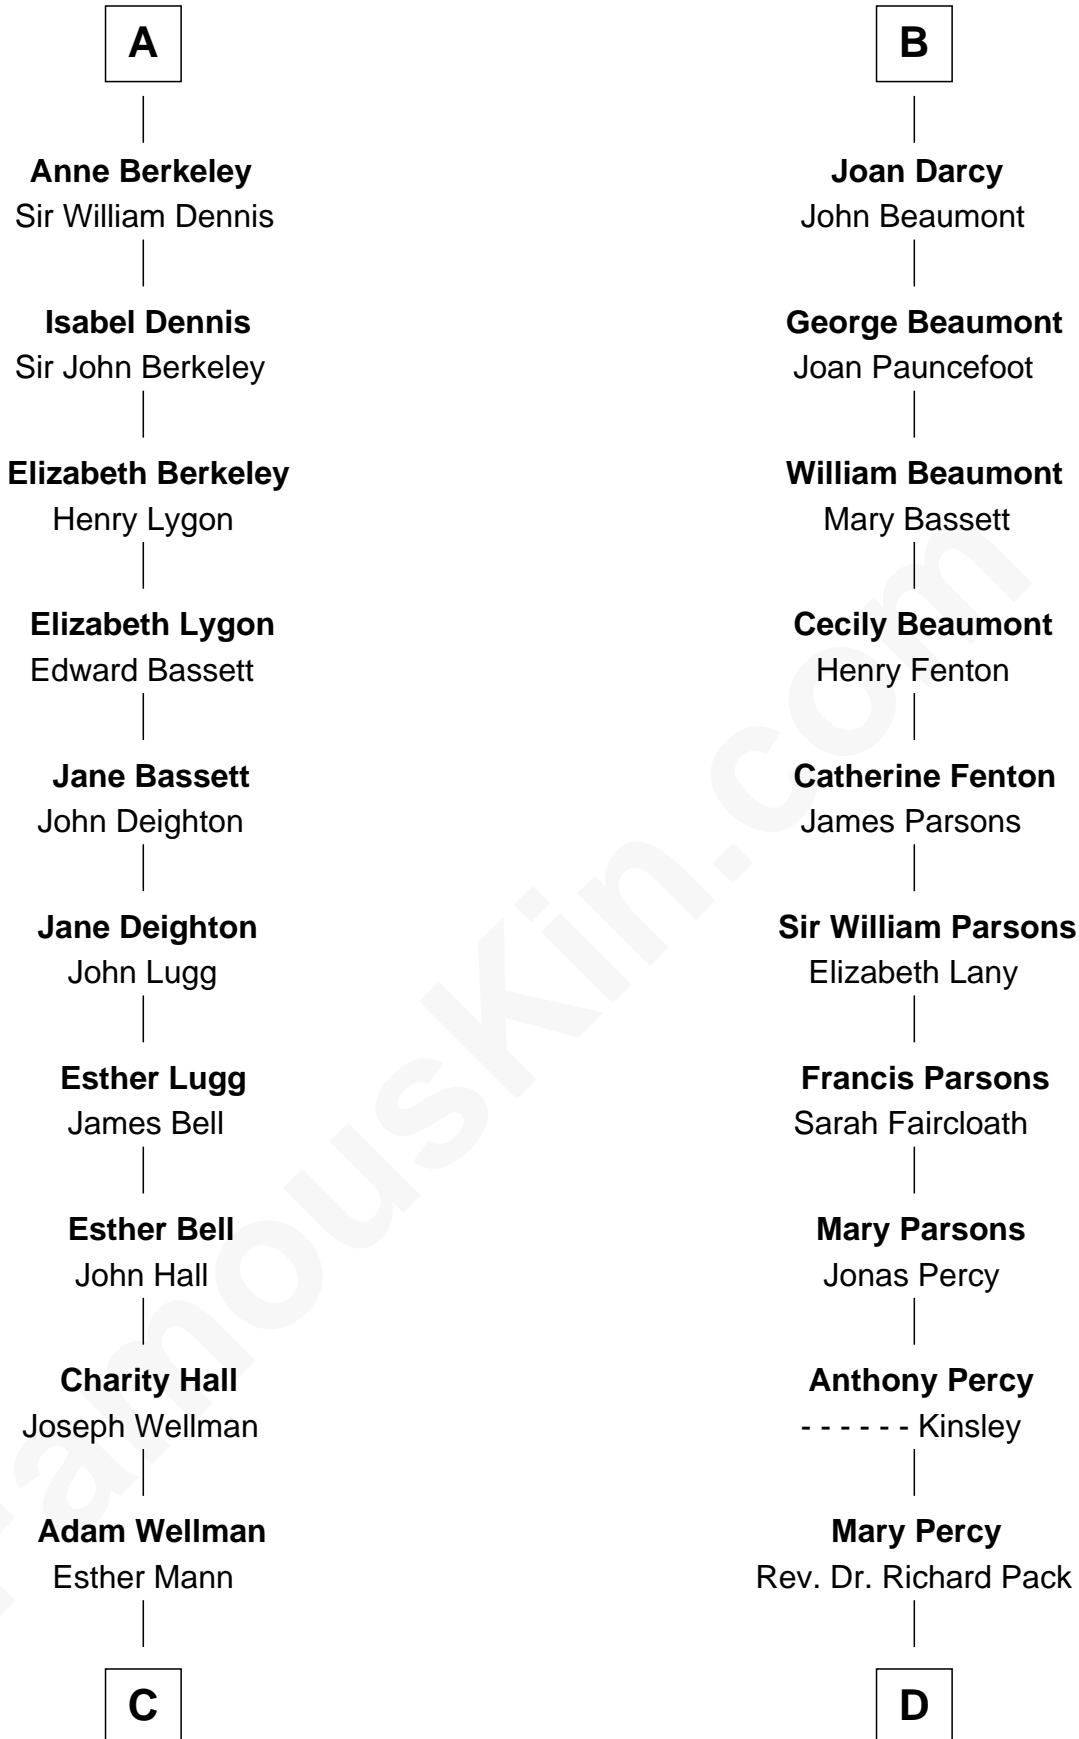 A
Anne Berkeley
Sir William Dennis
Isabel Dennis
Sir John Berkeley
Elizabeth Berkeley
Henry Lygon
Elizabeth Lygon
Edward Bassett
Jane Bassett
John Deighton
Jane Deighton
John Lugg
Esther Lugg
James Bell
Esther Bell
John Hall
Charity Hall
Joseph Wellman
Adam Wellman
Esther Mann
C
B
Joan Darcy
John Beaumont
George Beaumont
Joan Pauncefoot
William Beaumont
Mary Bassett
Cecily Beaumont
Henry Fenton
Catherine Fenton
James Parsons
Sir William Parsons
Elizabeth Lany
Francis Parsons
Sarah Faircloath
Mary Parsons
Jonas Percy
Anthony Percy
- - - - - - Kinsley
Mary Percy
Rev. Dr. Richard Pack
D
FamousKin.com